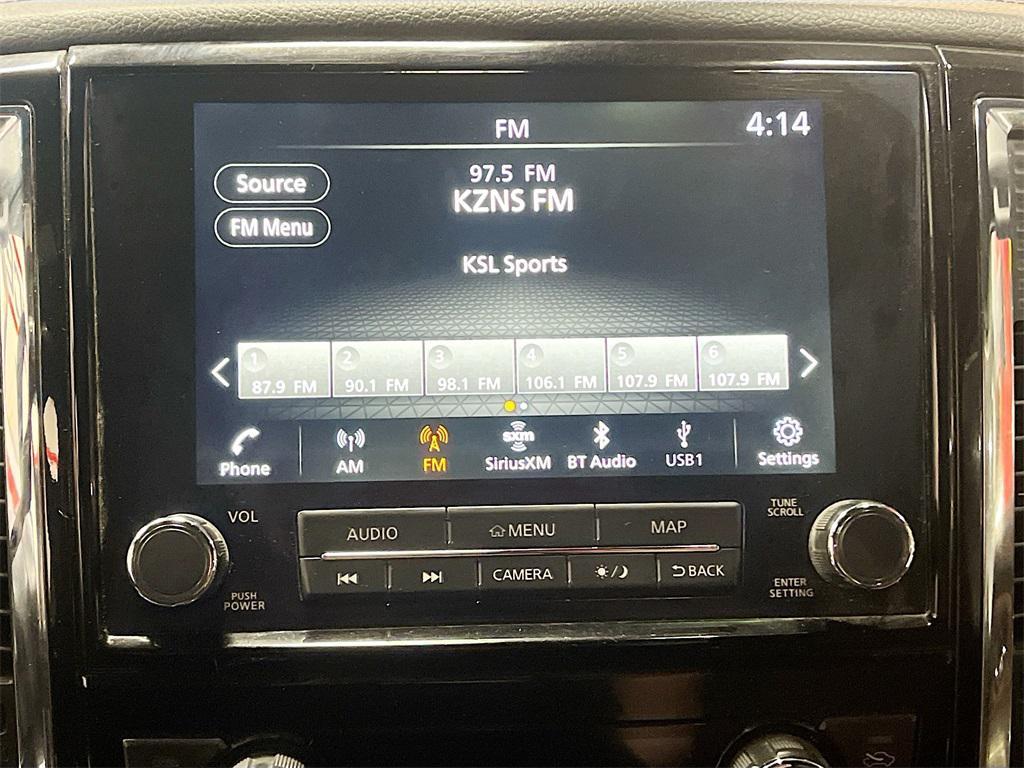 FM
4:14
Source
97.5 FM
KZNS FM
FM Menu
KSL Sports
1 2 3 4 5 6
87.9 FM 90.1 FM 98.1 FM 106.1 FM 107.9 FM 107.9 FM
sxm
Phone AM FM SiriusXM BT Audio USB1 Settings
VOL
TUNE
SCROLL
AUDIO MENU MAP
CAMERA BACK
PUSH
POWER
ENTER
SETTING